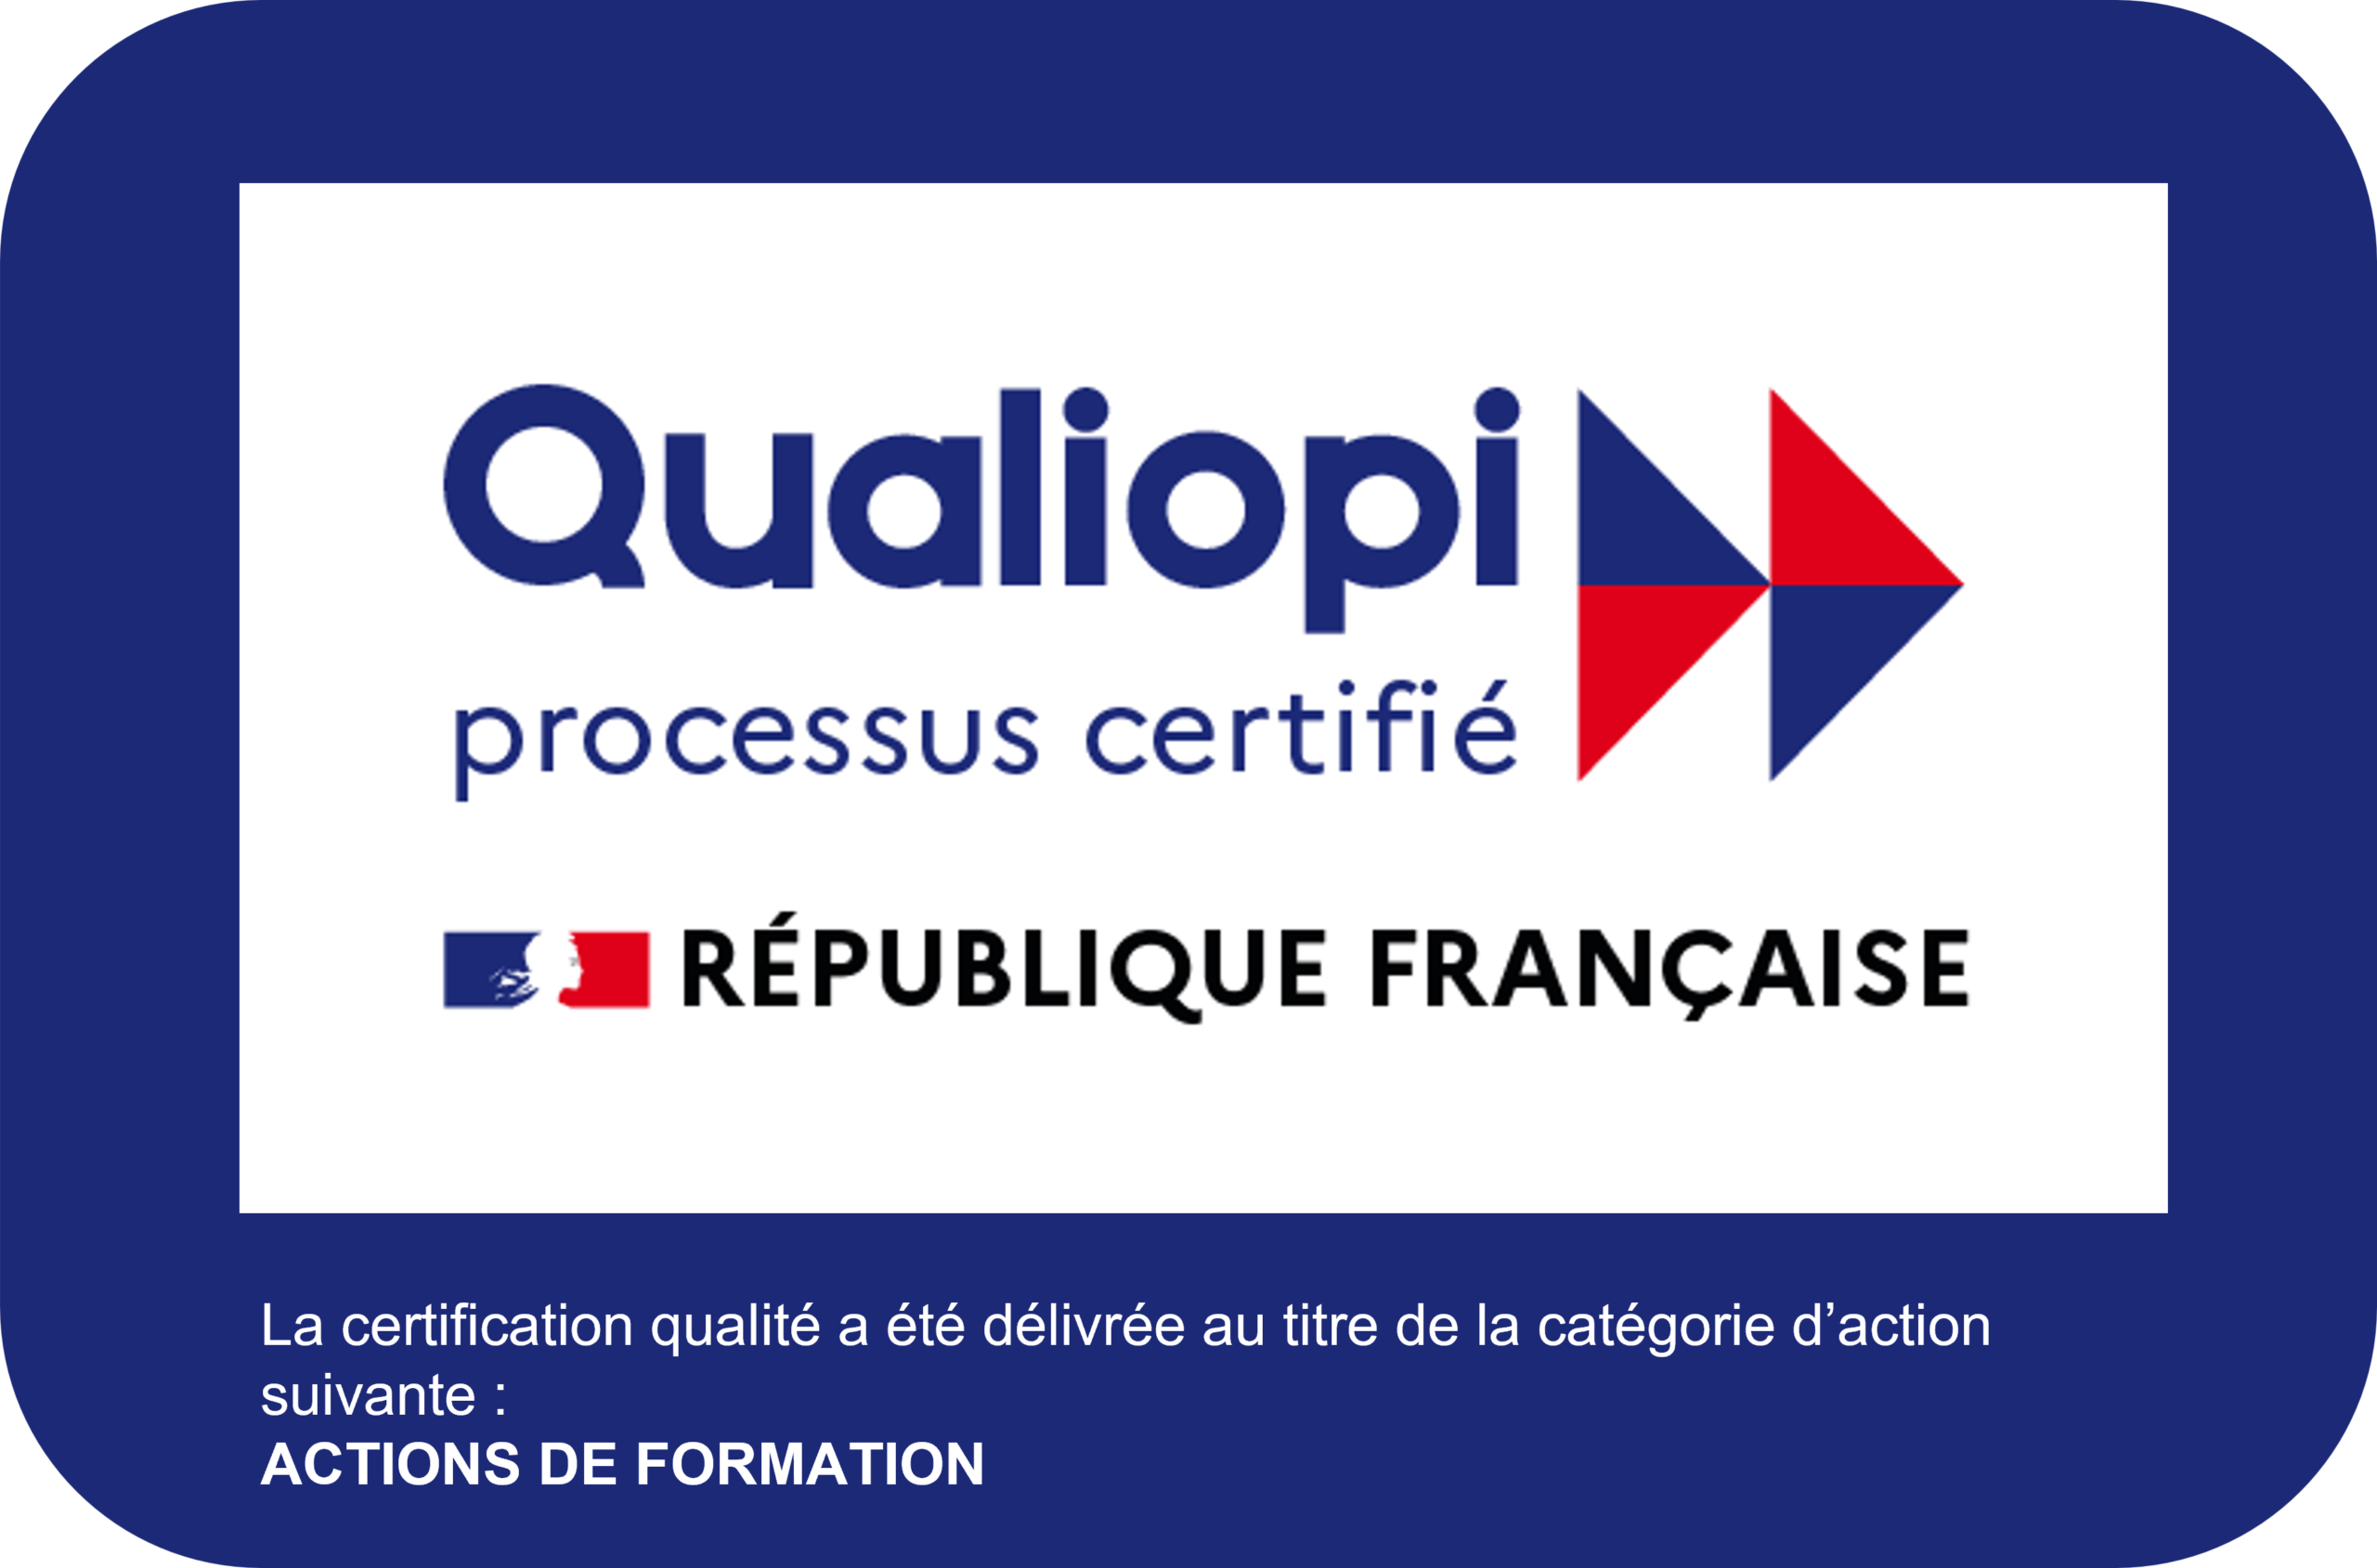 Qualiopi
processus certifié
RÉPUBLIQUE FRANÇAISE
La certification qualité a été délivrée au titre de la catégorie d’action
suivante :
ACTIONS DE FORMATION